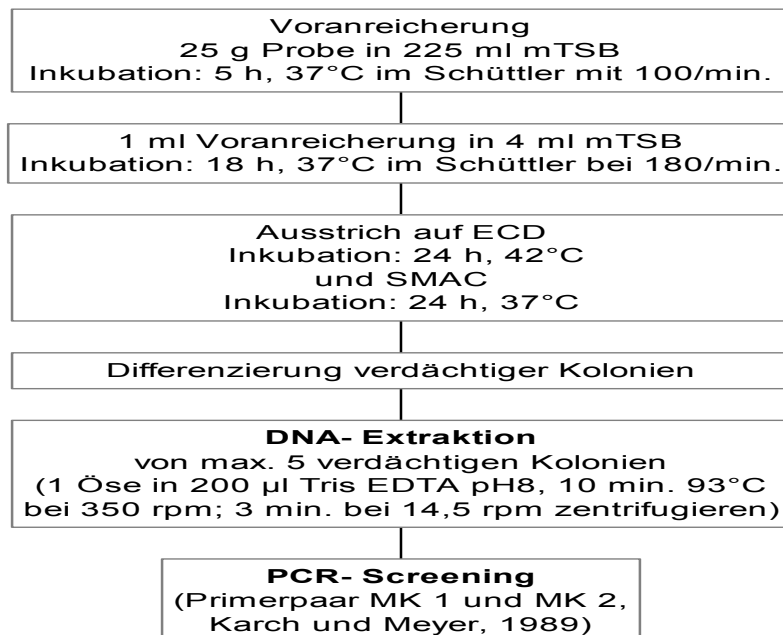 Voranreicherung
25 g Probe in 225 ml mTSB
Inkubation: 5 h, 37°C im Schüttler mit 100/min.
1 ml Voranreicherung in 4 ml mTSB
Inkubation: 18 h, 37°C im Schüttler bei 180/min.
Ausstrich auf ECD
Inkubation: 24 h, 42°C
und SMAC
Inkubation: 24 h, 37°C
Differenzierung verdächtiger Kolonien
DNA- Extraktion
von max. 5 verdächtigen Kolonien
(1 Öse in 200 µl Tris EDTA pH8, 10 min. 93°C
bei 350 rpm; 3 min. bei 14,5 rpm zentrifugieren)
PCR- Screening
(Primerpaar MK 1 und MK 2,
Karch und Meyer, 1989)